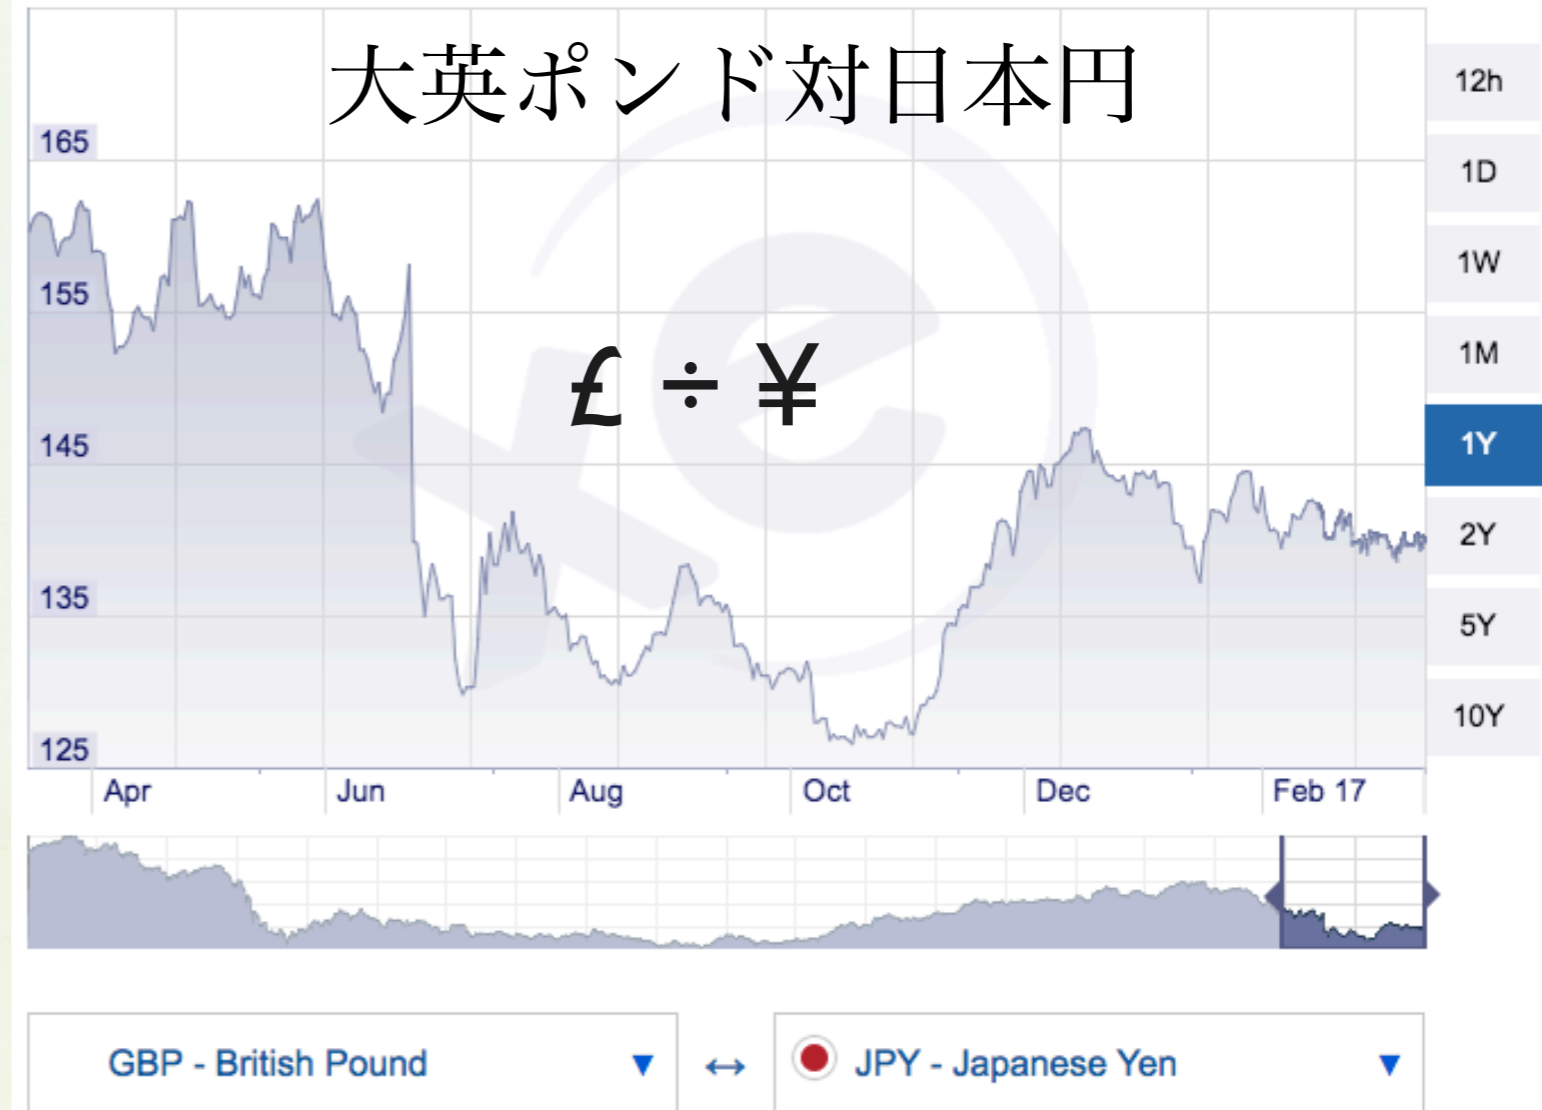 大英ポンド対日本円
165
155
145
135
125
£ ÷ ¥
Apr Jun Aug Oct Dec Feb 17
12h
1D
1W
1M
1Y
2Y
5Y
10Y
xe
GBP - British Pound ▼ ↔ JPY - Japanese Yen ▼